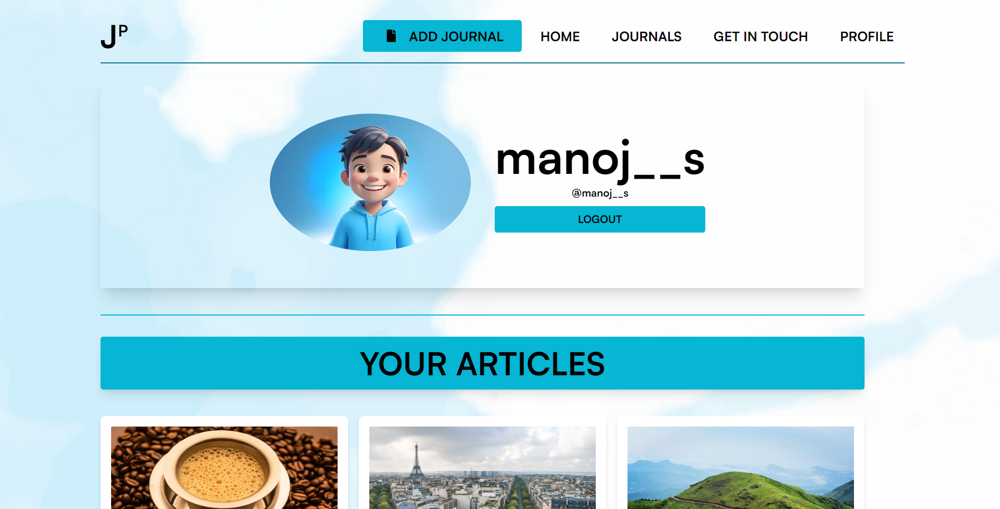 JP
ADD JOURNAL
HOME
JOURNALS
GET IN TOUCH
PROFILE
manoj__s
@manoj__s
LOGOUT
YOUR ARTICLES